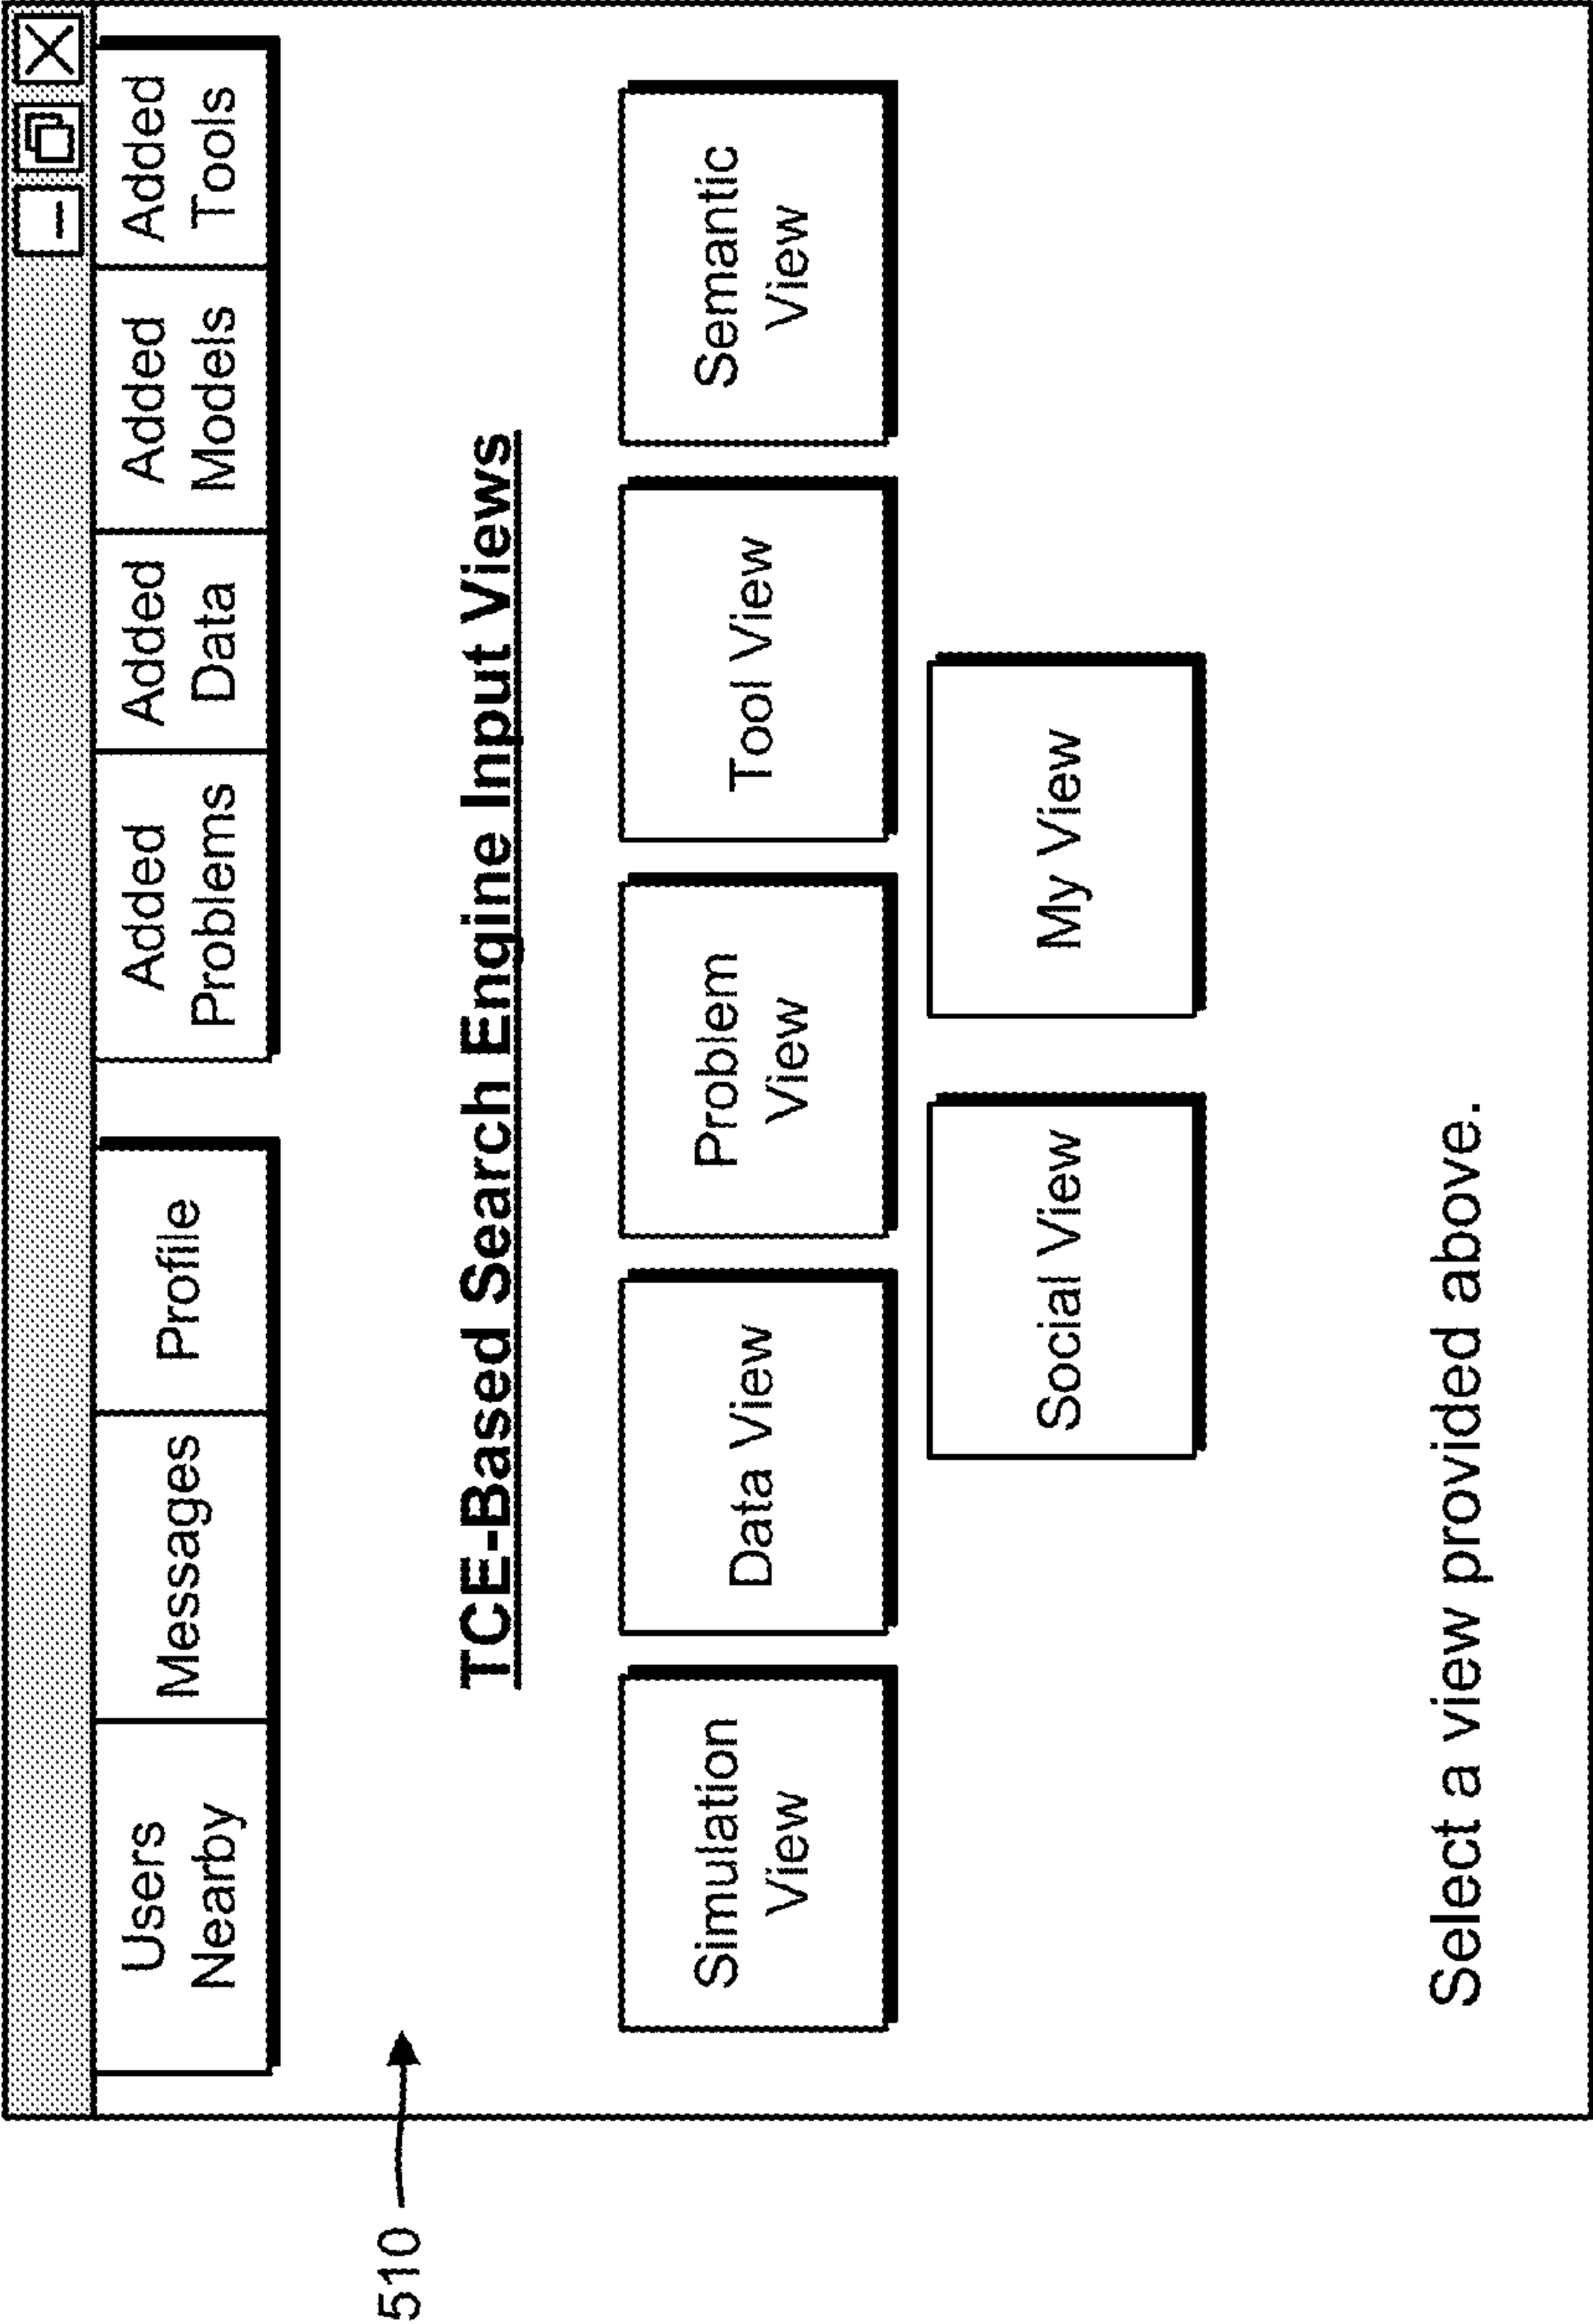 Users
Nearby
Messages
Profile
Added
Problems
Added
Data
Added
Models
Added
Tools
510
TCE-Based Search Engine Input Views
Simulation
View
Data View
Problem
View
Tool View
Semantic
View
Social View
My View
Select a view provided above.